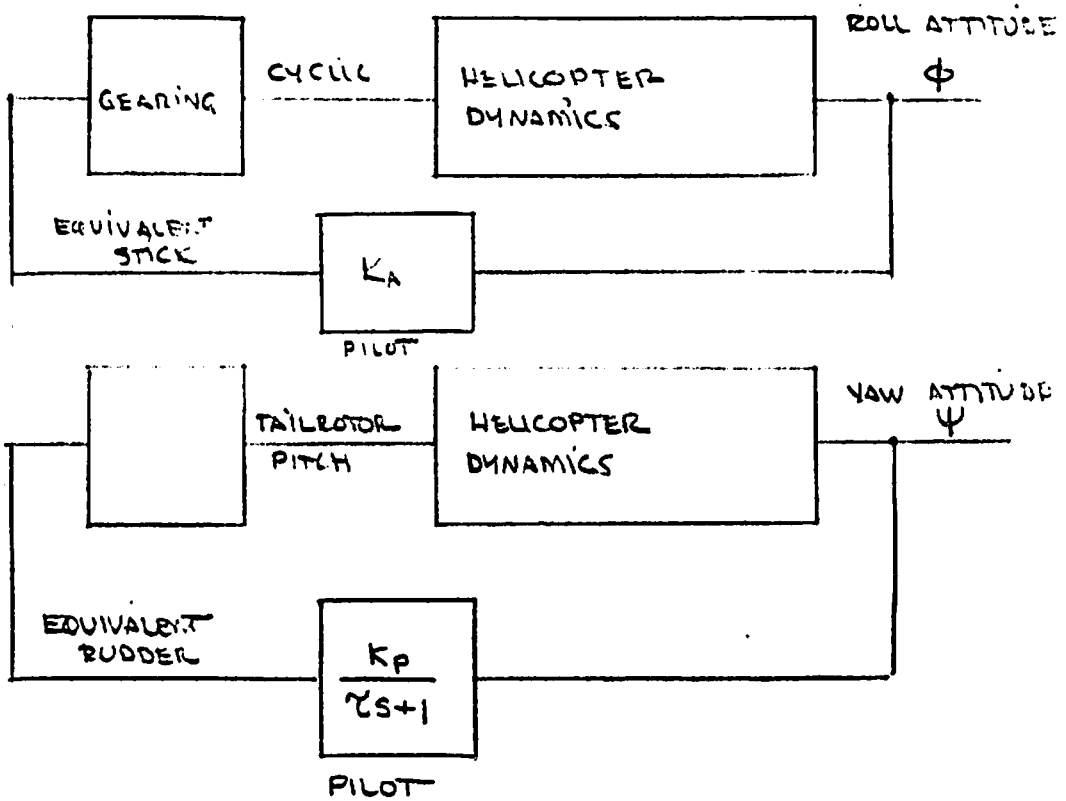 ROLL ATTITUDE
φ
GEARING
CYCLIC
HELICOPTER
DYNAMICS
EQUIVALENT
STICK
K_A
PILOT
YAW ATTITUDE
ψ
TAILROTOR
PITCH
HELICOPTER
DYNAMICS
EQUIVALENT
RUDDER
K_P
τS+1
PILOT